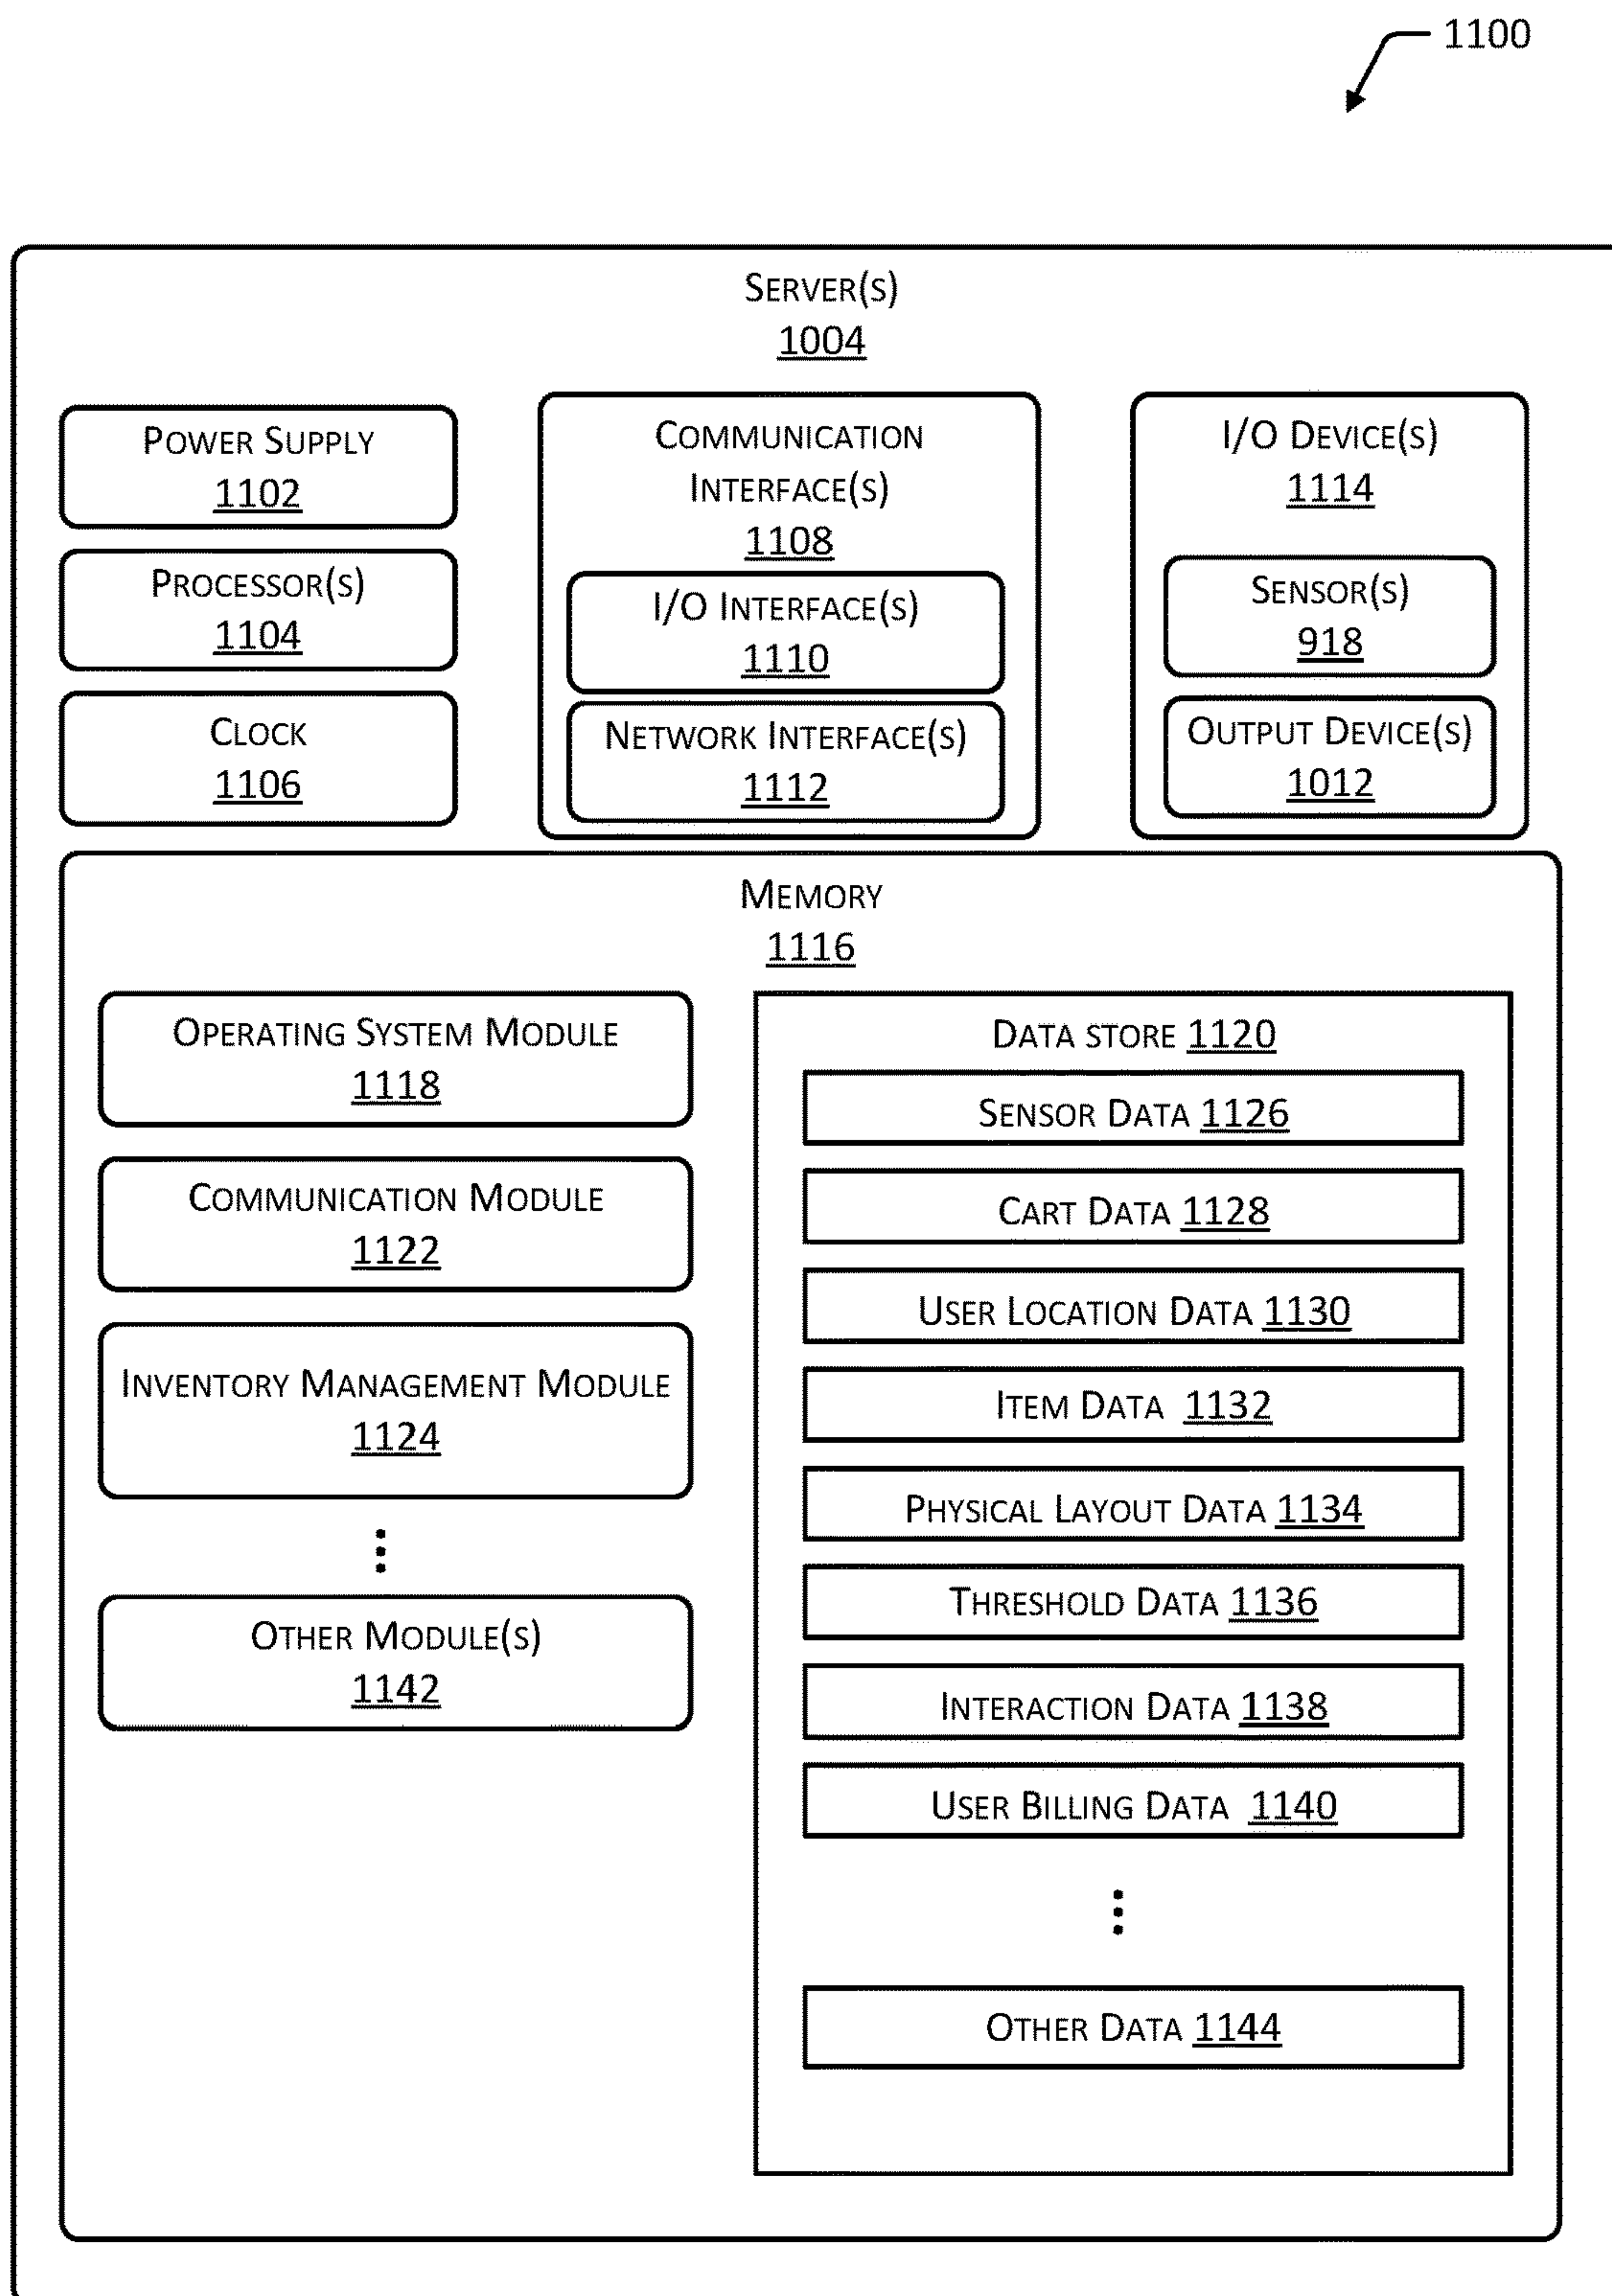 1100
Server(s)
1004
Power Supply
1102
Processor(s)
1104
Clock
1106
Communication
Interface(s)
1108
I/O Interface(s)
1110
Network Interface(s)
1112
I/O Device(s)
1114
Sensor(s)
918
Output Device(s)
1012
Memory
1116
Operating System Module
1118
Communication Module
1122
Inventory Management Module
1124
Other Module(s)
1142
Data store 1120
Sensor Data 1126
Cart Data 1128
User Location Data 1130
Item Data 1132
Physical Layout Data 1134
Threshold Data 1136
Interaction Data 1138
User Billing Data 1140
Other Data 1144